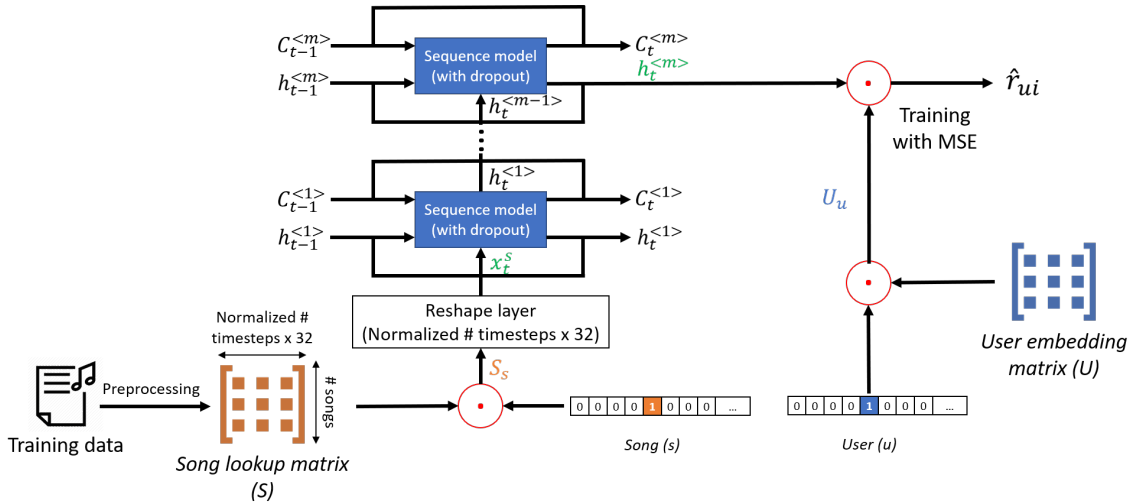 C_{t-1}^{<m>}
C_t^{<m>}
Sequence model
(with dropout)
h_{t-1}^{<m>}
h_t^{<m>}
r̂_{ui}
h_t^{<m-1>}
Training
with MSE
h_t^{<1>}
C_{t-1}^{<1>}
C_t^{<1>}
Sequence model
(with dropout)
h_{t-1}^{<1>}
h_t^{<1>}
U_u
x_t^s
Reshape layer
(Normalized # timesteps x 32)
Normalized #
timesteps x 32
User embedding
matrix (U)
S_s
Preprocessing
# songs
0 0 0 0 1 0 0 0 ...
0 0 0 0 1 0 0 0 ...
Training data
Song (s)
User (u)
Song lookup matrix
(S)